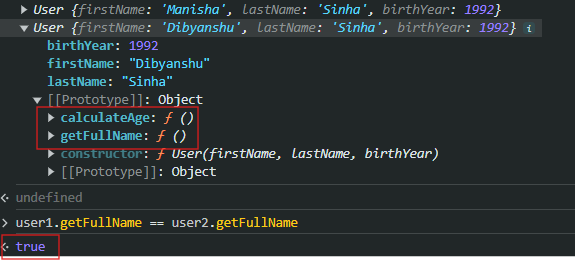 ▶ User {firstName: 'Manisha', lastName: 'Sinha', birthYear: 1992}
▼ User {firstName: 'Dibyanshu', lastName: 'Sinha', birthYear: 1992} i
birthYear: 1992
firstName: "Dibyanshu"
lastName: "Sinha"
▼ [[Prototype]]: Object
▶ calculateAge: ƒ ()
▶ getFullName: ƒ ()
▶ constructor: ƒ User(firstName, lastName, birthYear)
▶ [[Prototype]]: Object
undefined
> user1.getFullName == user2.getFullName
true